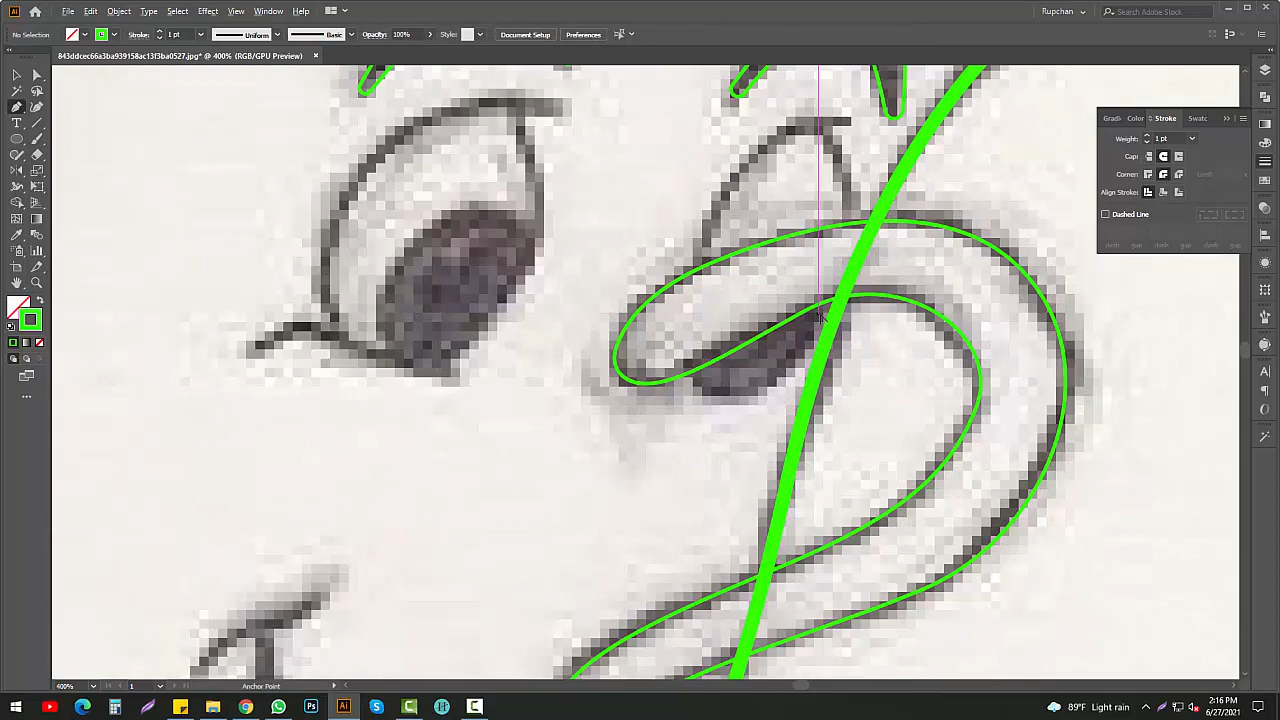 Ai File Edit Object Type Select Effect View Window Help Rupchan Search Adobe Stock
No Selection Stroke: 1 pt Uniform Basic Opacity: 100% Style: Document Setup Preferences
843ddcec66a3ba939158ac13f3ba0527.jpg* @ 400% (RGB/GPU Preview)
Gradi Color Stroke Swatc
Weight: 1 pt
Cap:
Corner: Limit: x
Align Stroke:
Dashed Line
dash gap dash gap dash gap
400% 1 Anchor Point
Ps Ai 89°F Light rain 2:16 PM
6/27/2021